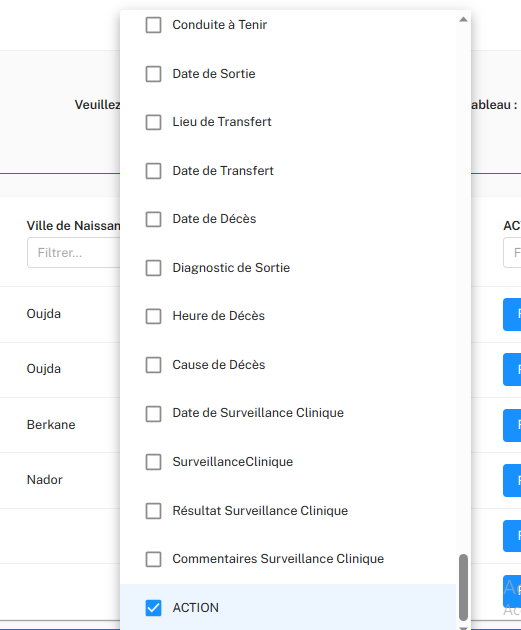 Conduite à Tenir
Date de Sortie
Veuillez
ableau :
Lieu de Transfert
Date de Transfert
Date de Décès
Ville de Naissan
AC
Filtrer...
F
Diagnostic de Sortie
Oujda
Heure de Décès
Oujda
Cause de Décès
Date de Surveillance Clinique
Berkane
SurveillanceClinique
Nador
Résultat Surveillance Clinique
Commentaires Surveillance Clinique
ACTION